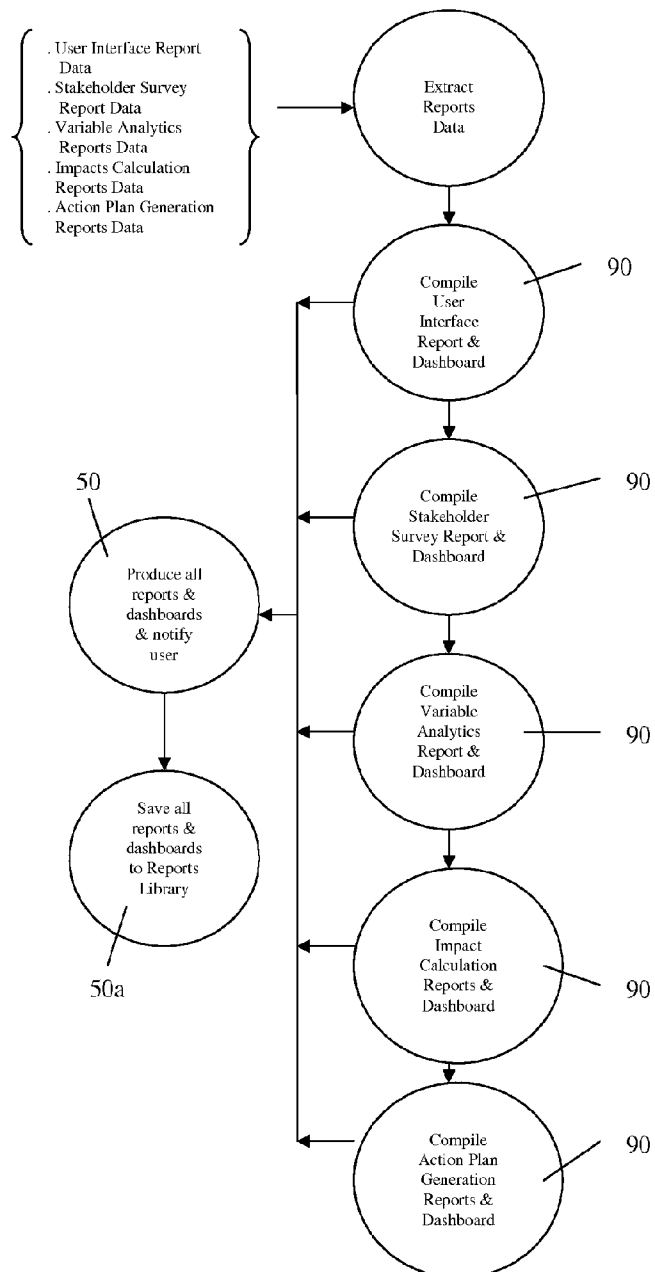 . User Interface Report
Data
. Stakeholder Survey
Report Data
. Variable Analytics
Reports Data
. Impacts Calculation
Reports Data
. Action Plan Generation
Reports Data
Extract
Reports
Data
Compile
User
Interface
Report &
Dashboard
90
Compile
Stakeholder
Survey Report &
Dashboard
90
50
Produce all
reports &
dashboards
& notify
user
Compile
Variable
Analytics
Report &
Dashboard
90
Save all
reports &
dashboards
to Reports
Library
50a
Compile
Impact
Calculation
Reports &
Dashboard
90
Compile
Action Plan
Generation
Reports &
Dashboard
90